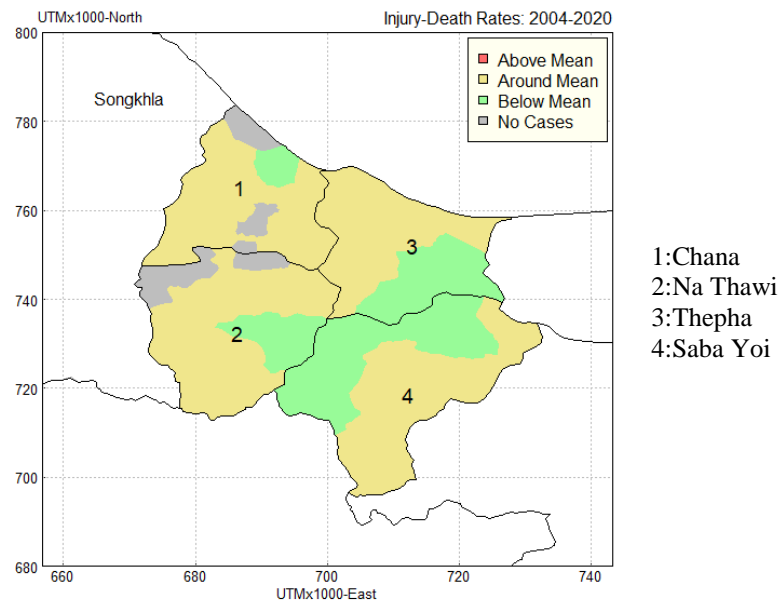 UTMx1000-North
Injury-Death Rates: 2004-2020
800
Above Mean
Around Mean
Below Mean
No Cases
Songkhla
780
1
760
3
1:Chana
2:Na Thawi
3:Thepha
4:Saba Yoi
740
2
720
4
700
680
660
680
700
720
740
UTMx1000-East